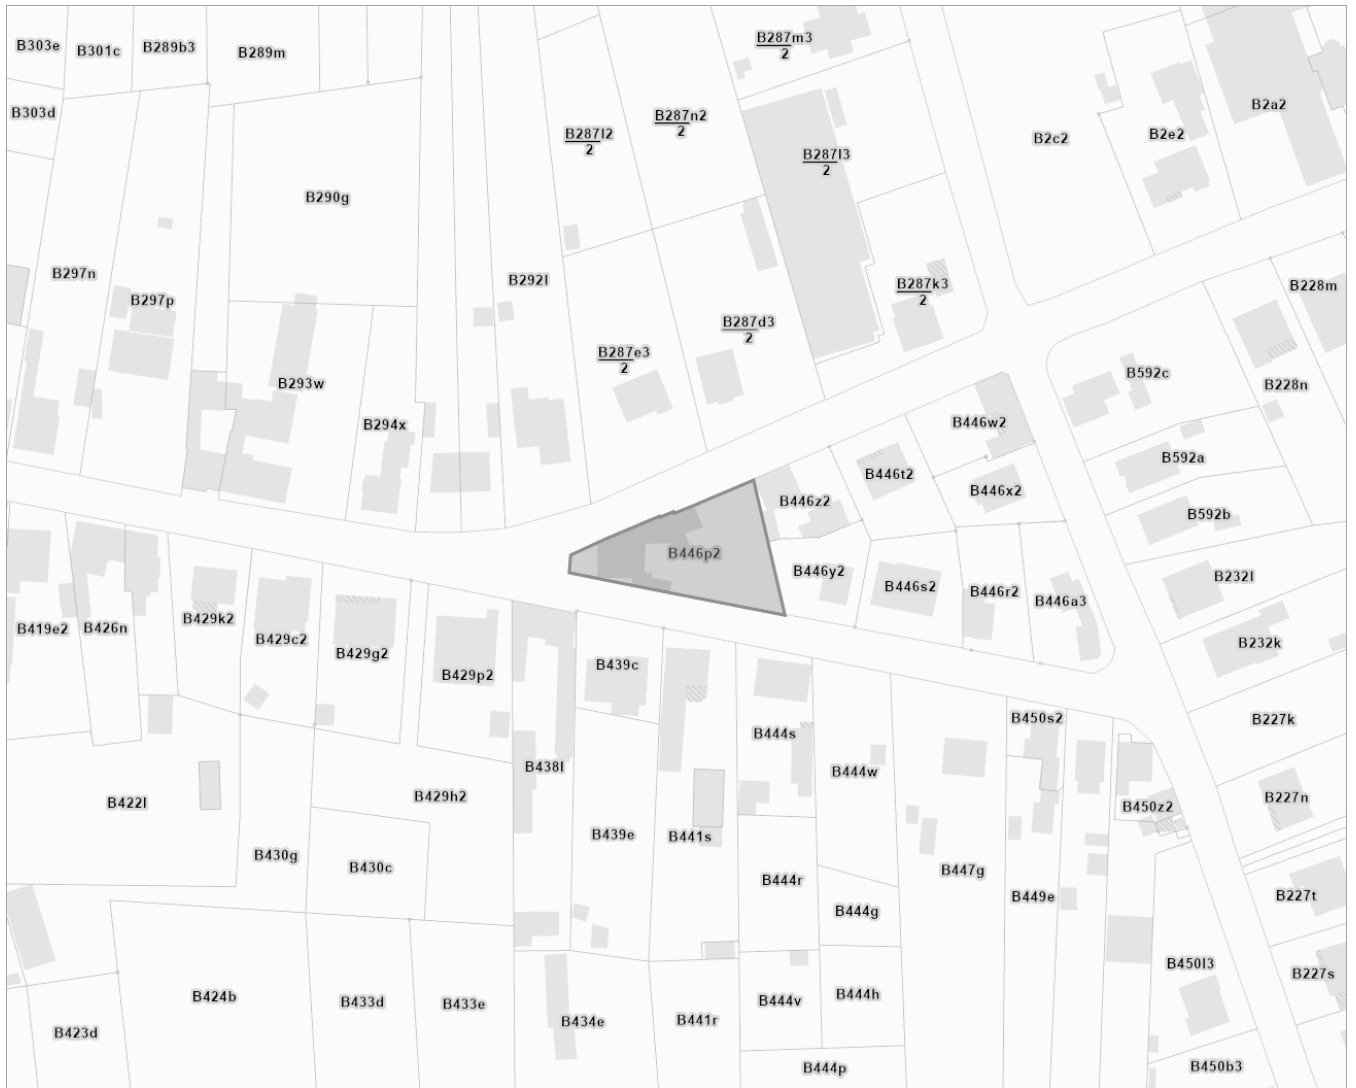 B303e
B301c
B289b3
B289m
B287m3
2
B303d
B287l2
2
B287n2
2
B287l3
2
B2c2
B2e2
B2a2
B290g
B297n
B297p
B292l
B287k3
2
B228m
B287d3
2
B287e3
2
B293w
B294x
B592c
B228n
B446w2
B592a
B446t2
B446x2
B446z2
B592b
B446p2
B446y2
B446s2
B446r2
B446a3
B232l
B419e2
B426n
B429k2
B429c2
B429g2
B429p2
B439c
B232k
B450s2
B227k
B444s
B438l
B444w
B422l
B429h2
B439e
B441s
B450z2
B227n
B430g
B430c
B444r
B447g
B449e
B227t
B444g
B450l3
B227s
B424b
B433d
B433e
B434e
B441r
B444v
B444h
B423d
B444p
B450b3